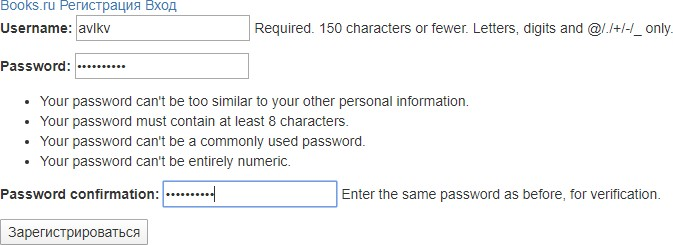 Books.ru Регистрация Вход
Username: avlkv Required. 150 characters or fewer. Letters, digits and @/./+/-/_ only.
Password: ••••••••••
• Your password can't be too similar to your other personal information.
• Your password must contain at least 8 characters.
• Your password can't be a commonly used password.
• Your password can't be entirely numeric.
Password confirmation: •••••••••• Enter the same password as before, for verification.
Зарегистрироваться